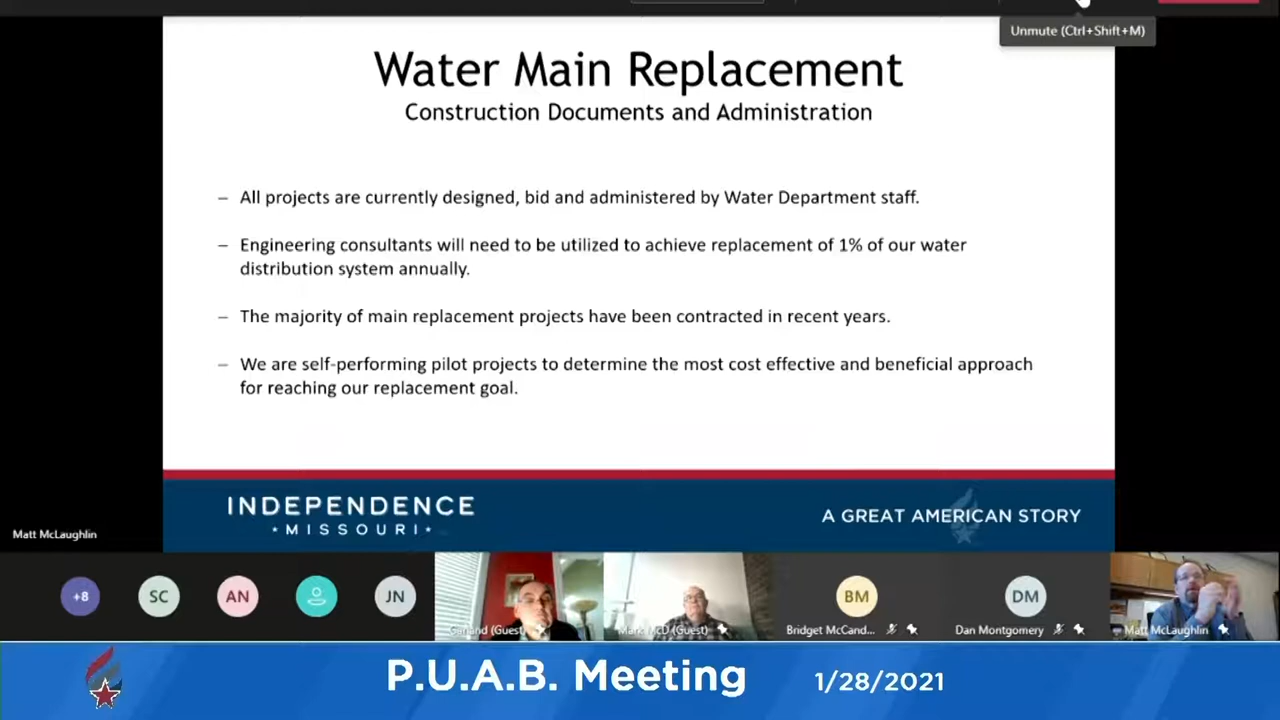 Unmute (Ctrl+Shift+M)
Water Main Replacement
Construction Documents and Administration
– All projects are currently designed, bid and administered by Water Department staff.
– Engineering consultants will need to be utilized to achieve replacement of 1% of our water
distribution system annually.
– The majority of main replacement projects have been contracted in recent years.
– We are self-performing pilot projects to determine the most cost effective and beneficial approach
for reaching our replacement goal.
INDEPENDENCE
MISSOURI
A GREAT AMERICAN STORY
Matt McLaughlin
+8
SC
AN
JN
BM
DM
Garland (Guest)
Mark McD (Guest)
Bridget McCand...
Dan Montgomery
Matt McLaughlin
P.U.A.B. Meeting
1/28/2021